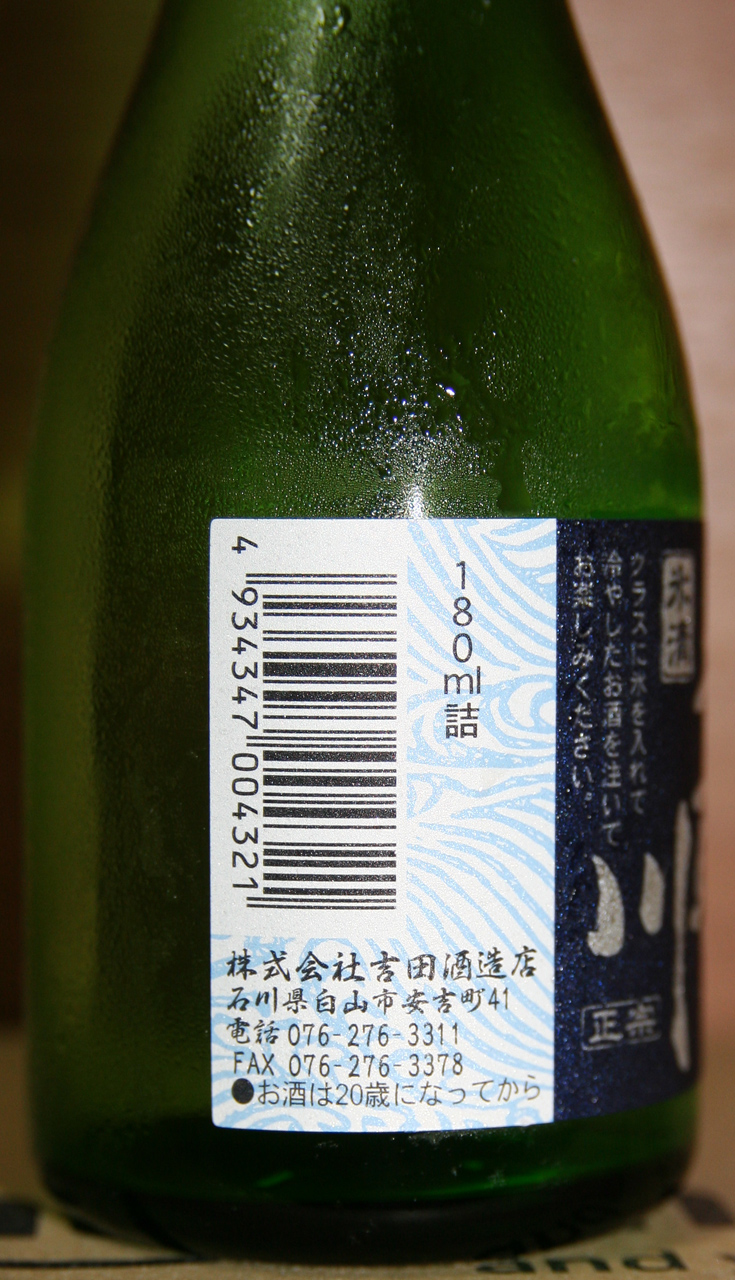 4 934347 004321
180ml詰
株式会社吉田酒造店
石川県白山市安吉町41
電話 076-276-3311
FAX 076-276-3378
●お酒は20歳になってから
氷清
グラスに氷を入れて
冷やしたお酒を注いで
お楽しみください。
川
正宗
and